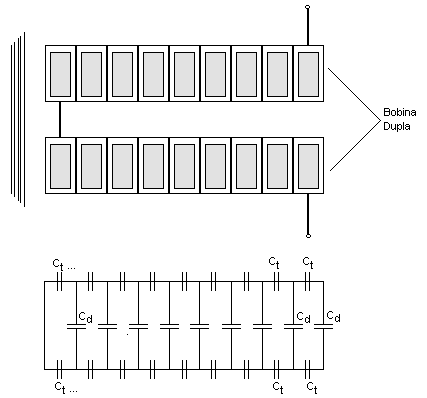 Bobina
Dupla
Ct ... Ct Ct
Cd Cd Cd
Ct ... Ct Ct